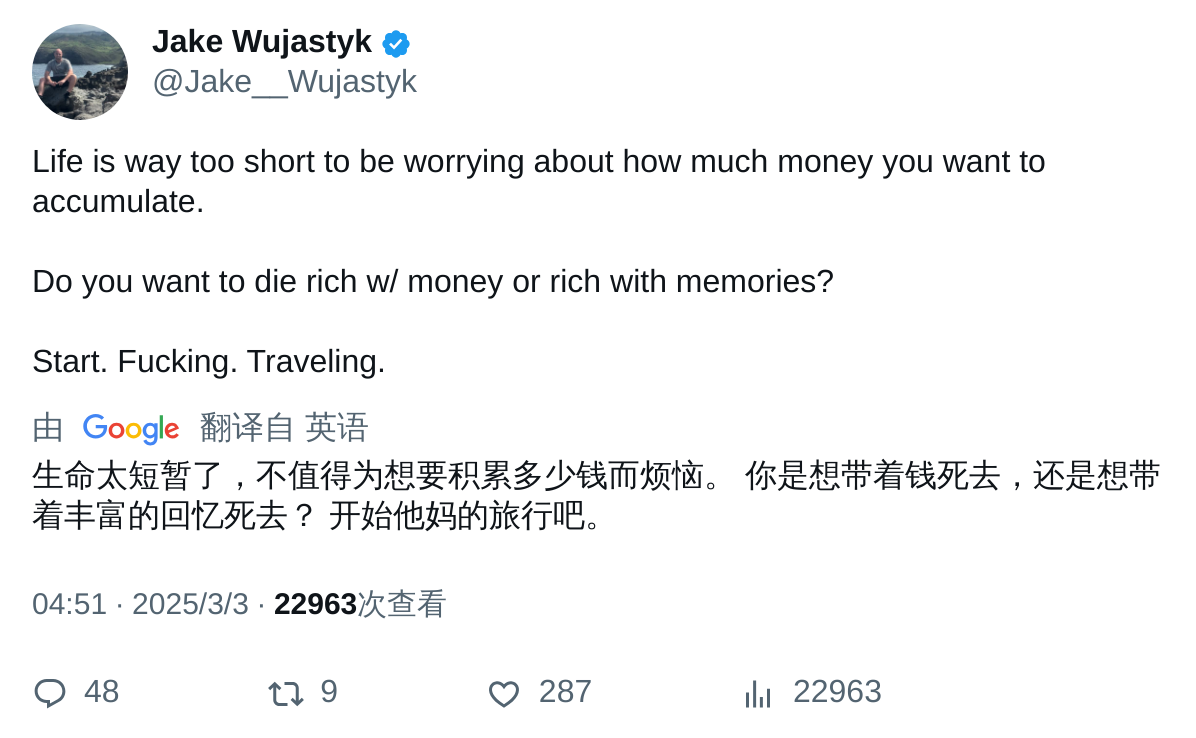 Jake Wujastyk
@Jake__Wujastyk
Life is way too short to be worrying about how much money you want to
accumulate.
Do you want to die rich w/ money or rich with memories?
Start. Fucking. Traveling.
由 Google 翻译自 英语
生命太短暂了，不值得为想要积累多少钱而烦恼。 你是想带着钱死去，还是想带
着丰富的回忆死去？ 开始他妈的旅行吧。
04:51 · 2025/3/3 · 22963次查看
48 9 287 22963